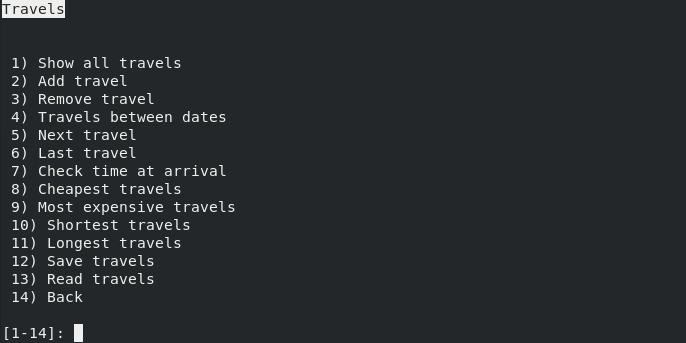 Travels
1) Show all travels
2) Add travel
3) Remove travel
4) Travels between dates
5) Next travel
6) Last travel
7) Check time at arrival
8) Cheapest travels
9) Most expensive travels
10) Shortest travels
11) Longest travels
12) Save travels
13) Read travels
14) Back
[1-14]: